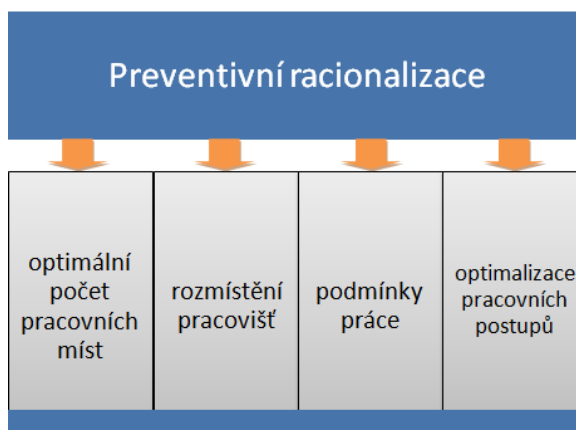 Preventivní racionalizace
optimální
počet
pracovních
míst
rozmístění
pracovišť
podmínky
práce
optimalizace
pracovních
postupů